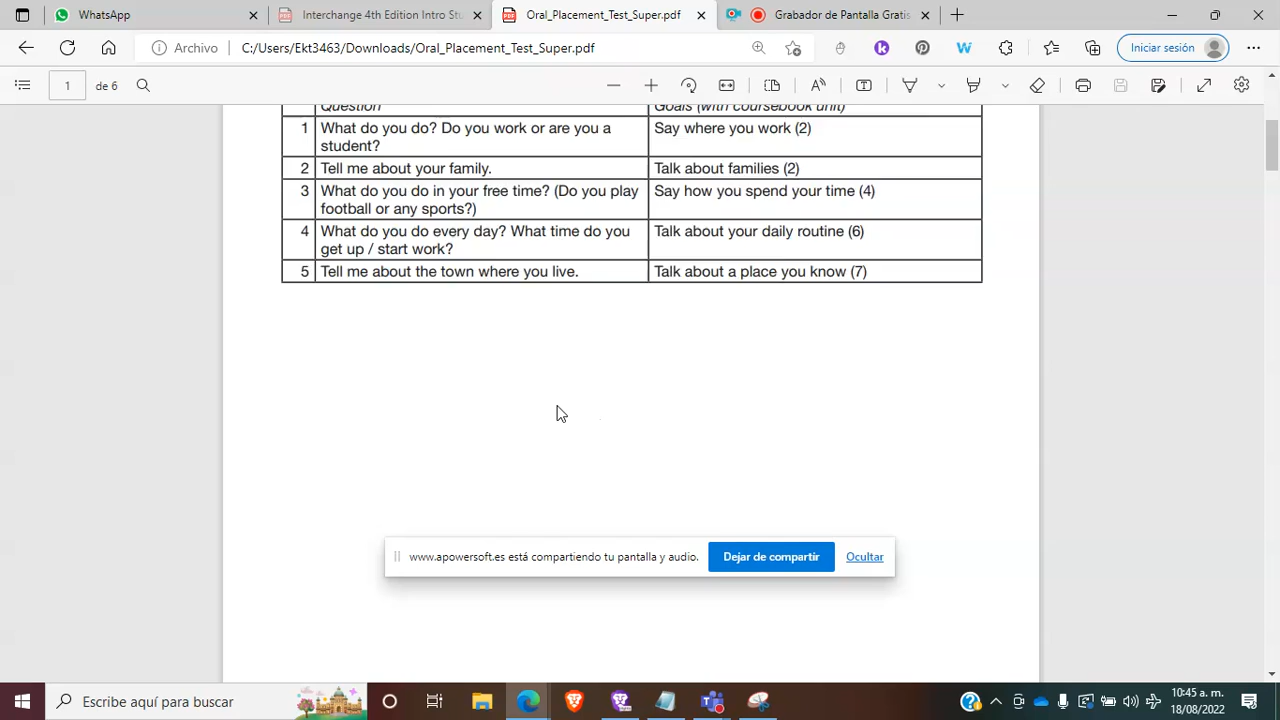 WhatsApp
Interchange 4th Edition Intro Stu
Oral_Placement_Test_Super.pdf
Grabador de Pantalla Gratis
Archivo
C:/Users/Ekt3463/Downloads/Oral_Placement_Test_Super.pdf
Iniciar sesión
1 de 6
Question Goals (with coursebook unit)
1 What do you do? Do you work or are you a
student?
Say where you work (2)
2 Tell me about your family. Talk about families (2)
3 What do you do in your free time? (Do you play
football or any sports?)
Say how you spend your time (4)
4 What do you do every day? What time do you
get up / start work?
Talk about your daily routine (6)
5 Tell me about the town where you live. Talk about a place you know (7)
www.apowersoft.es está compartiendo tu pantalla y audio. Dejar de compartir Ocultar
Escribe aquí para buscar
10:45 a. m.
18/08/2022